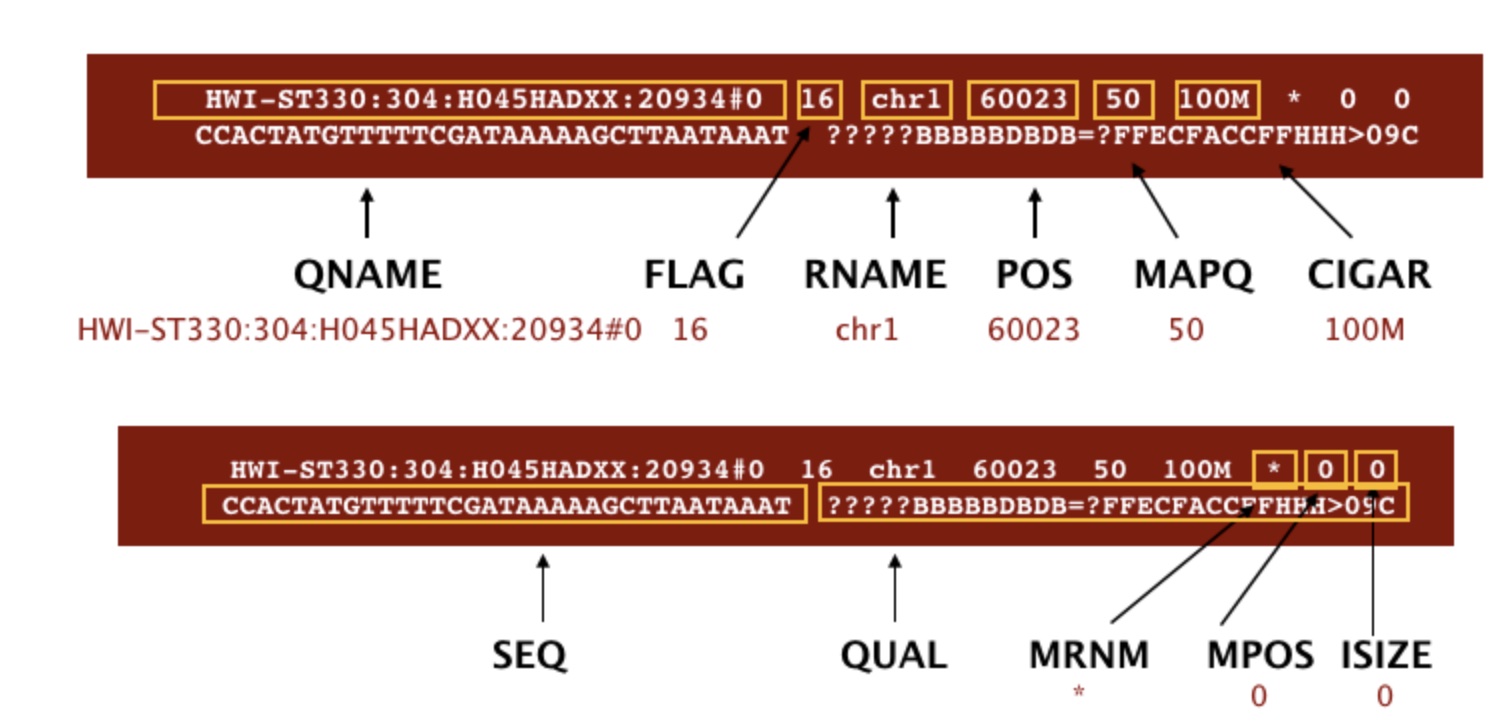 HWI-ST330:304:H045HADXX:20934#0 16 chr1 60023 50 100M * 0 0
CCACTATGTTTTTCGATAAAAAGCTTAATAAAT ?????BBBBBDBDB=?FFECFACCFFHHH>09C
QNAME FLAG RNAME POS MAPQ CIGAR
HWI-ST330:304:H045HADXX:20934#0 16 chr1 60023 50 100M
HWI-ST330:304:H045HADXX:20934#0 16 chr1 60023 50 100M * 0 0
CCACTATGTTTTTCGATAAAAAGCTTAATAAAT ?????BBBBBDBDB=?FFECFACCFFHHH>09C
SEQ QUAL MRNM MPOS ISIZE
* 0 0